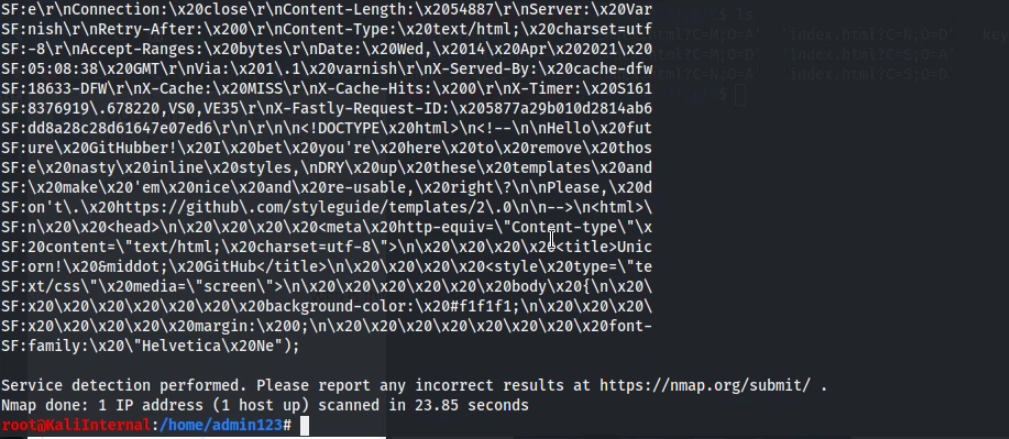 SF:e\r\nConnection:\x20close\r\nContent-Length:\x2054887\r\nServer:\x20Var
SF:nish\r\nRetry-After:\x200\r\nContent-Type:\x20text/html;\x20charset=utf
SF:-8\r\nAccept-Ranges:\x20bytes\r\nDate:\x20Wed,\x2014\x20Apr\x202021\x20
SF:05:08:38\x20GMT\r\nVia:\x201\.1\x20varnish\r\nX-Served-By:\x20cache-dfw
SF:18633-DFW\r\nX-Cache:\x20MISS\r\nX-Cache-Hits:\x200\r\nX-Timer:\x20S161
SF:8376919\.678220,VS0,VE35\r\nX-Fastly-Request-ID:\x205877a29b010d2814ab6
SF:dd8a28c28d61647e07ed6\r\n\r\n\n<!DOCTYPE\x20html>\n<!--\n\nHello\x20fut
SF:ure\x20GitHubber!\x20I\x20bet\x20you're\x20here\x20to\x20remove\x20thos
SF:e\x20nasty\x20inline\x20styles,\nDRY\x20up\x20these\x20templates\x20and
SF:\x20make\x20'em\x20nice\x20and\x20re-usable,\x20right\?\n\nPlease,\x20d
SF:on't\.\x20https://github\.com/styleguide/templates/2\.0\n\n-->\n<html>\
SF:n\x20\x20<head>\n\x20\x20\x20\x20<meta\x20http-equiv=\"Content-type\"\x
SF:20content=\"text/html;\x20charset=utf-8\">\n\x20\x20\x20\x20<title>Unic
SF:orn!\x20&middot;\x20GitHub</title>\n\x20\x20\x20\x20<style\x20type=\"te
SF:xt/css\"\x20media=\"screen\">\n\x20\x20\x20\x20\x20\x20body\x20{\n\x20\
SF:x20\x20\x20\x20\x20\x20\x20background-color:\x20#f1f1f1;\n\x20\x20\x20\
SF:x20\x20\x20\x20\x20margin:\x200;\n\x20\x20\x20\x20\x20\x20\x20\x20font-
SF:family:\x20\"Helvetica\x20Ne");
Service detection performed. Please report any incorrect results at https://nmap.org/submit/ .
Nmap done: 1 IP address (1 host up) scanned in 23.85 seconds
root@KaliInternal:/home/admin123#
$ ls
'index.html?C=N;O=D' key
'index.html?C=S;O=D'
$